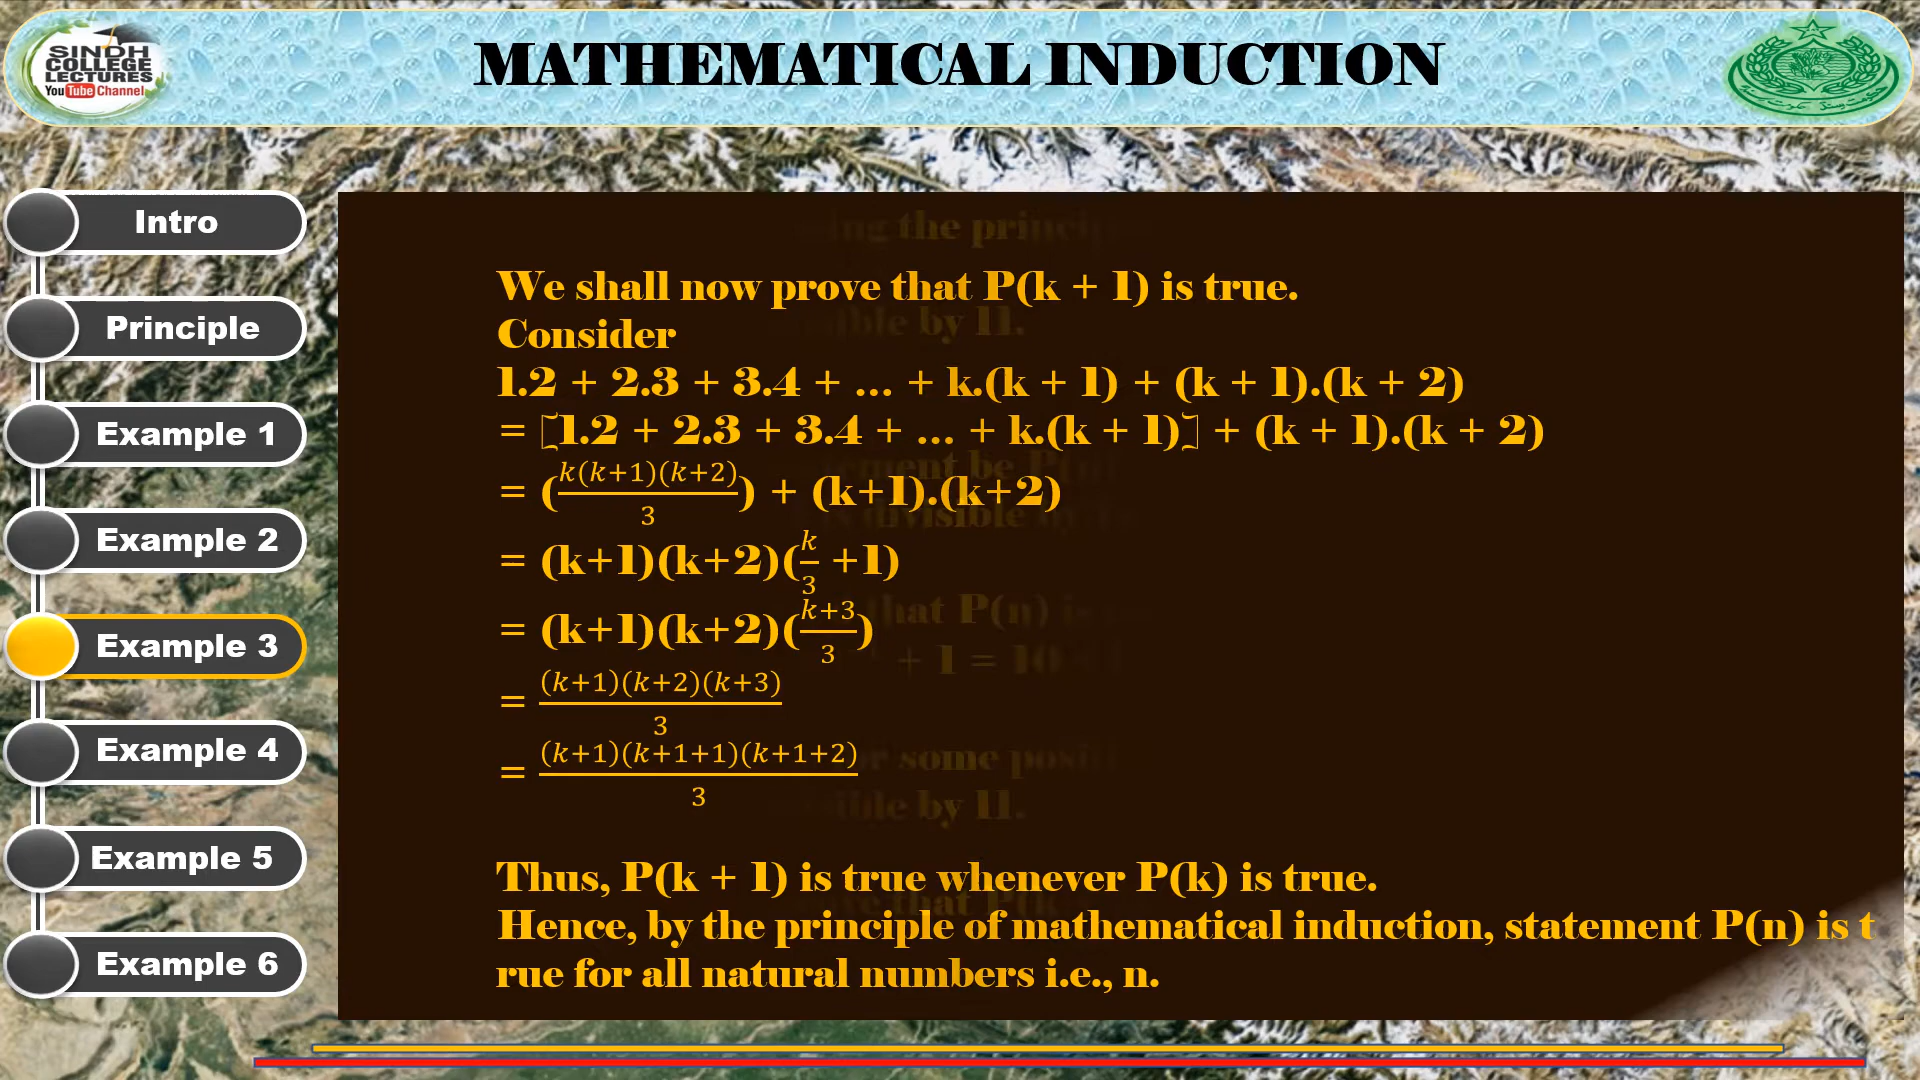 SINDH
COLLEGE
LECTURES
YouTube Channel
MATHEMATICAL INDUCTION
Intro
Principle
Example 1
Example 2
Example 3
Example 4
Example 5
Example 6
We shall now prove that P(k + 1) is true.
Consider
1.2 + 2.3 + 3.4 + … + k.(k + 1) + (k + 1).(k + 2)
= [1.2 + 2.3 + 3.4 + … + k.(k + 1)] + (k + 1).(k + 2)
= (k(k+1)(k+2)/3) + (k+1).(k+2)
= (k+1)(k+2)(k/3 +1)
= (k+1)(k+2)(k+3/3)
= (k+1)(k+2)(k+3)/3
= (k+1)(k+1+1)(k+1+2)/3
Thus, P(k + 1) is true whenever P(k) is true.
Hence, by the principle of mathematical induction, statement P(n) is t
rue for all natural numbers i.e., n.